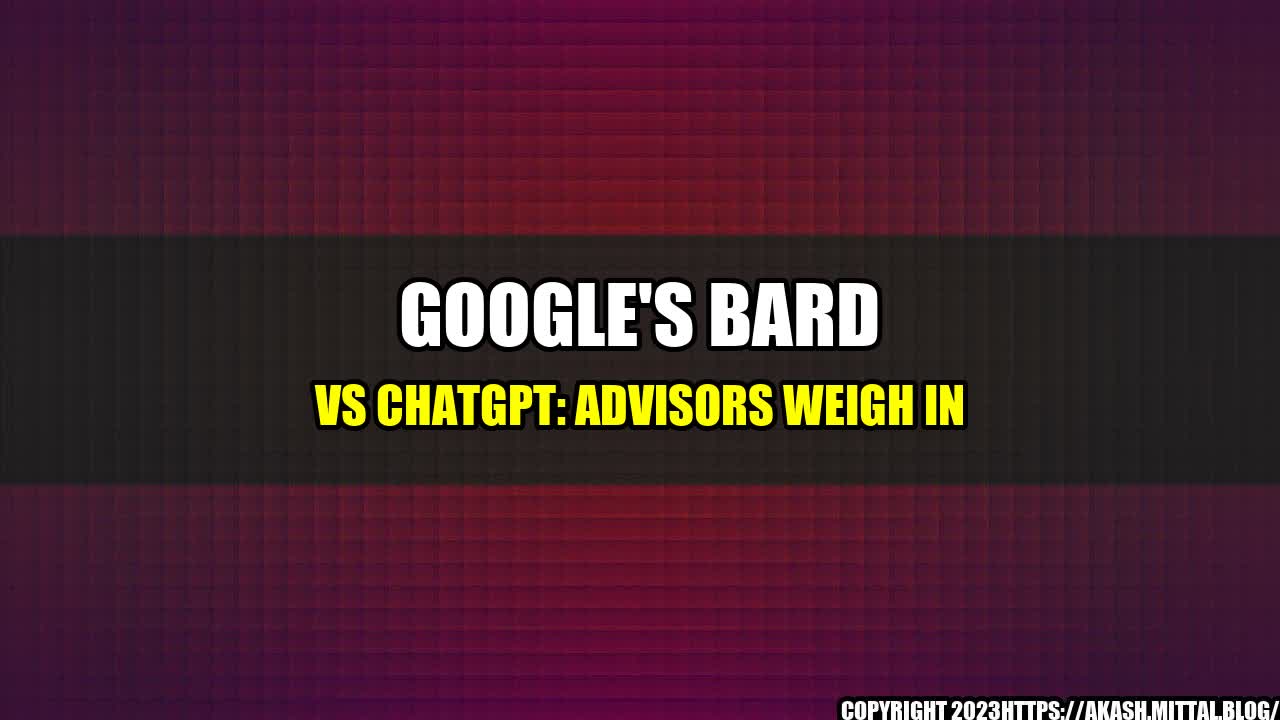 GOOGLE'S BARD
VS CHATGPT: ADVISORS WEIGH IN
COPYRIGHT 2023HTTPS://AKASH.MITTAL.BLOG/